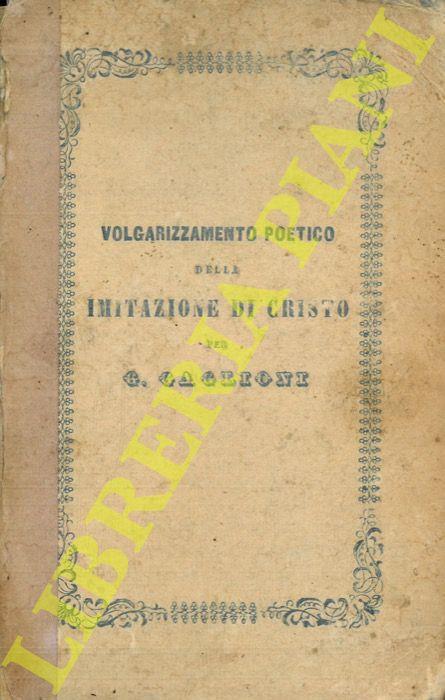 VOLGARIZZAMENTO POETICO
DELLA
IMITAZIONE DI CRISTO
PER
G. CAGLIONI
LIBRERIA PIANI